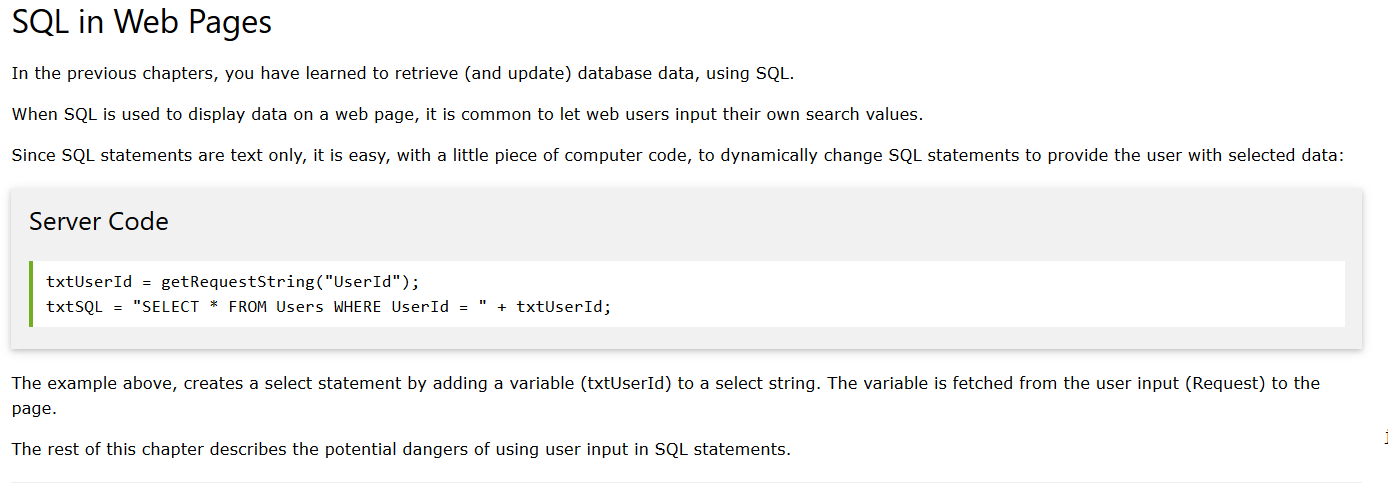 SQL in Web Pages
In the previous chapters, you have learned to retrieve (and update) database data, using SQL.
When SQL is used to display data on a web page, it is common to let web users input their own search values.
Since SQL statements are text only, it is easy, with a little piece of computer code, to dynamically change SQL statements to provide the user with selected data:
Server Code
txtUserId = getRequestString("UserId");
txtSQL = "SELECT * FROM Users WHERE UserId = " + txtUserId;
The example above, creates a select statement by adding a variable (txtUserId) to a select string. The variable is fetched from the user input (Request) to the
page.
The rest of this chapter describes the potential dangers of using user input in SQL statements.